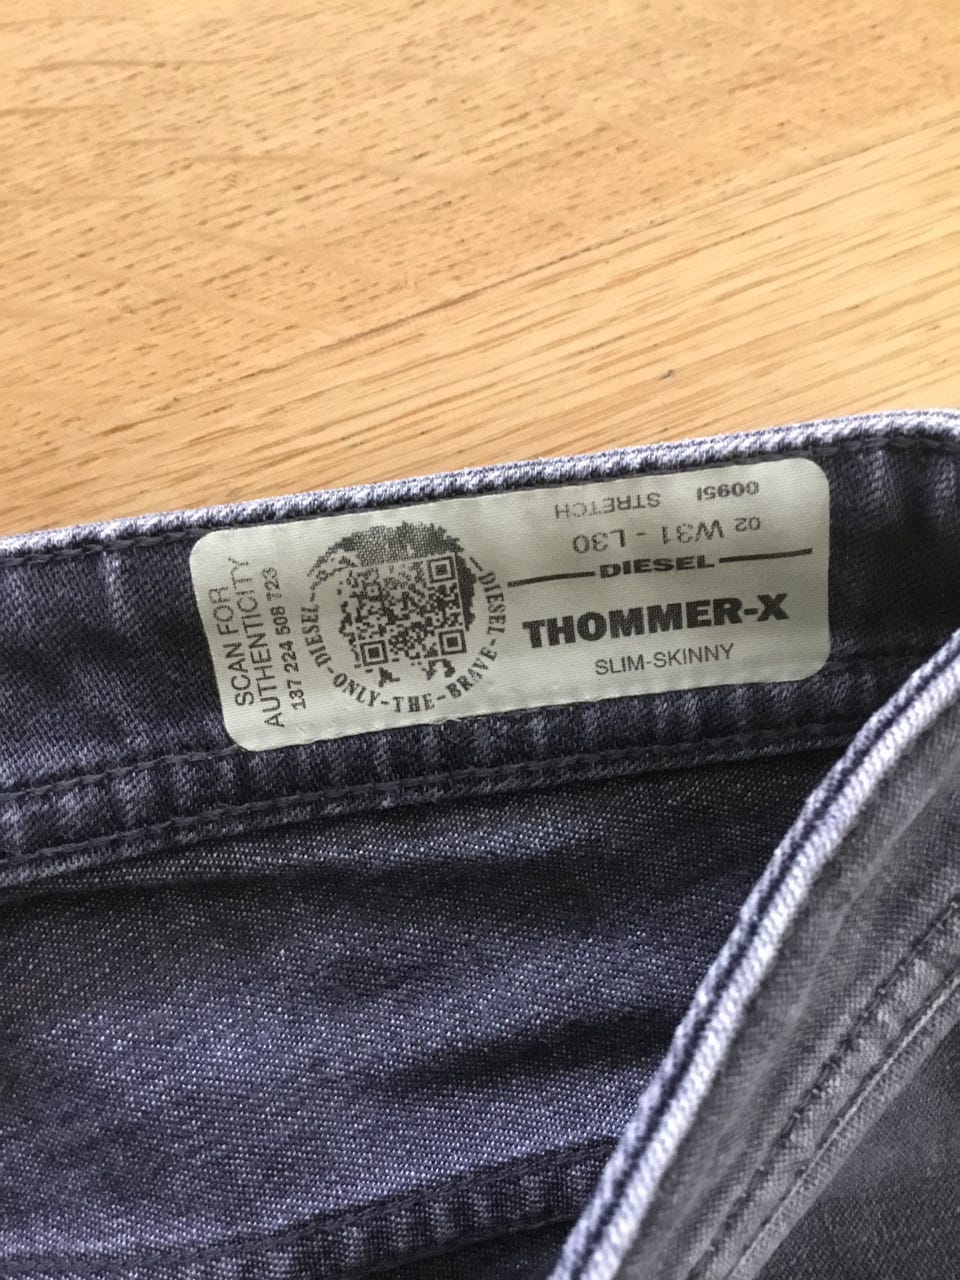 SCAN FOR
AUTHENTICITY
137 224 508 723
DIESEL-ONLY-THE-BRAVE-DIESEL
00951 STRETCH
02 W31 - L30
DIESEL
THOMMER-X
SLIM-SKINNY